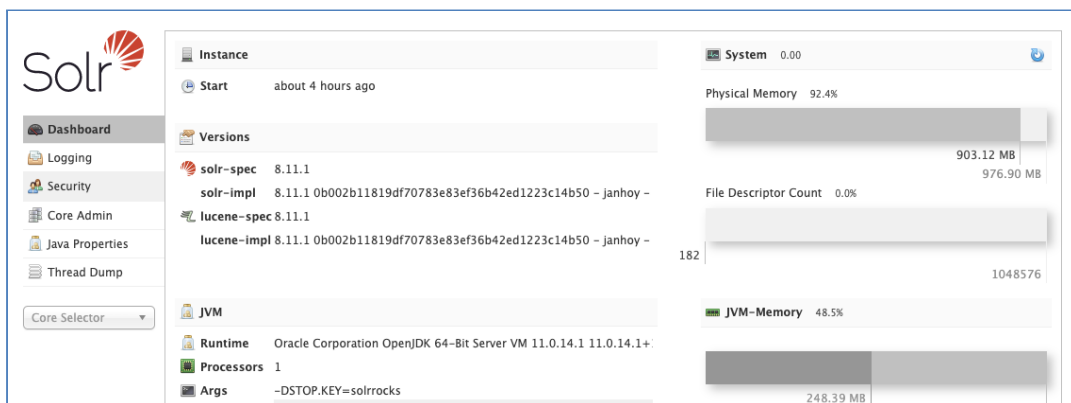 Solr
Dashboard
Logging
Security
Core Admin
Java Properties
Thread Dump
Core Selector
Instance
Start about 4 hours ago
Versions
solr-spec 8.11.1
solr-impl 8.11.1 0b002b11819df70783e83ef36b42ed1223c14b50 - janhoy -
lucene-spec 8.11.1
lucene-impl 8.11.1 0b002b11819df70783e83ef36b42ed1223c14b50 - janhoy -
JVM
Runtime Oracle Corporation OpenJDK 64-Bit Server VM 11.0.14.1 11.0.14.1+
Processors 1
Args -DSTOP.KEY=solrrocks
System 0.00
Physical Memory 92.4%
903.12 MB
976.90 MB
File Descriptor Count 0.0%
182
1048576
JVM-Memory 48.5%
248.39 MB